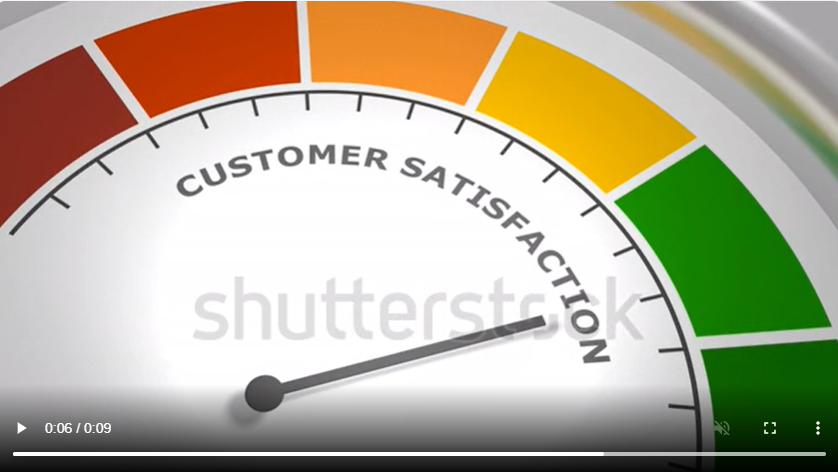 CUSTOMER SATISFACTION
shutterstock
0:06 / 0:09